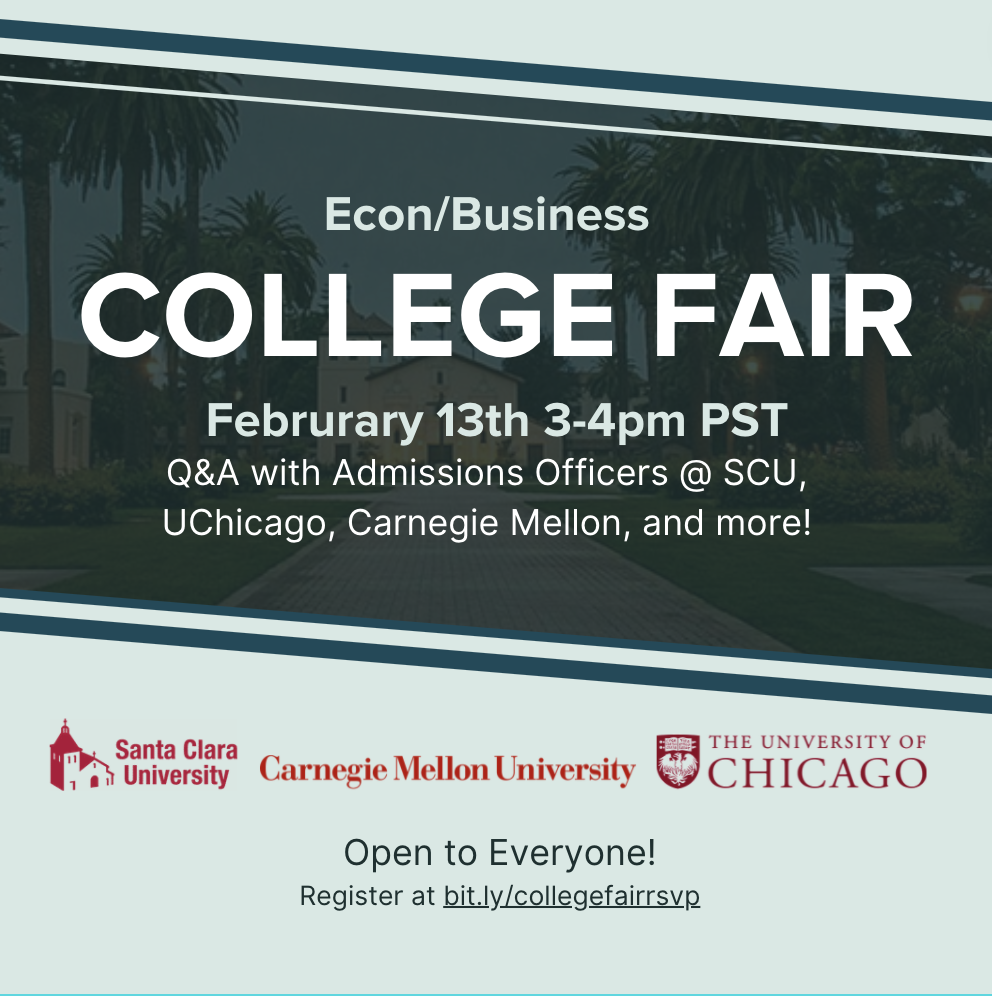 Econ/Business
COLLEGE FAIR
Februrary 13th 3-4pm PST
Q&A with Admissions Officers @ SCU,
UChicago, Carnegie Mellon, and more!
Santa Clara
University
Carnegie Mellon University
THE UNIVERSITY OF
CHICAGO
Open to Everyone!
Register at bit.ly/collegefairrsvp